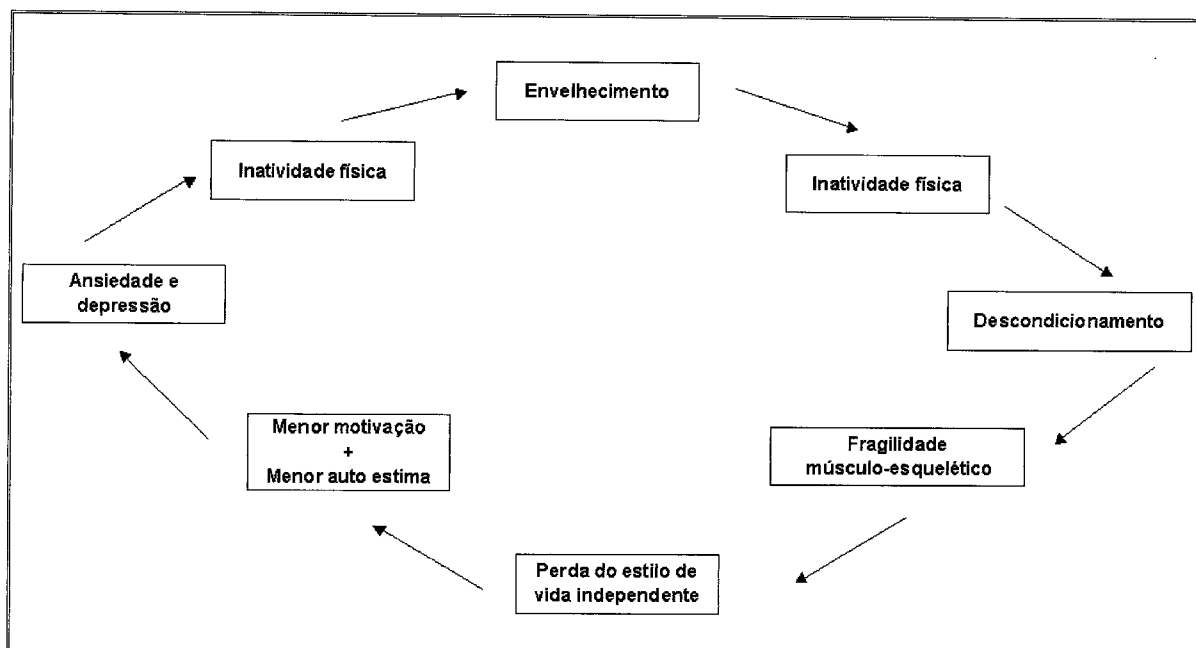 Envelhecimento
Inatividade física
Descondicionamento
Fragilidade
músculo-esquelético
Perda do estilo de
vida independente
Menor motivação
+
Menor auto estima
Ansiedade e
depressão
Inatividade física